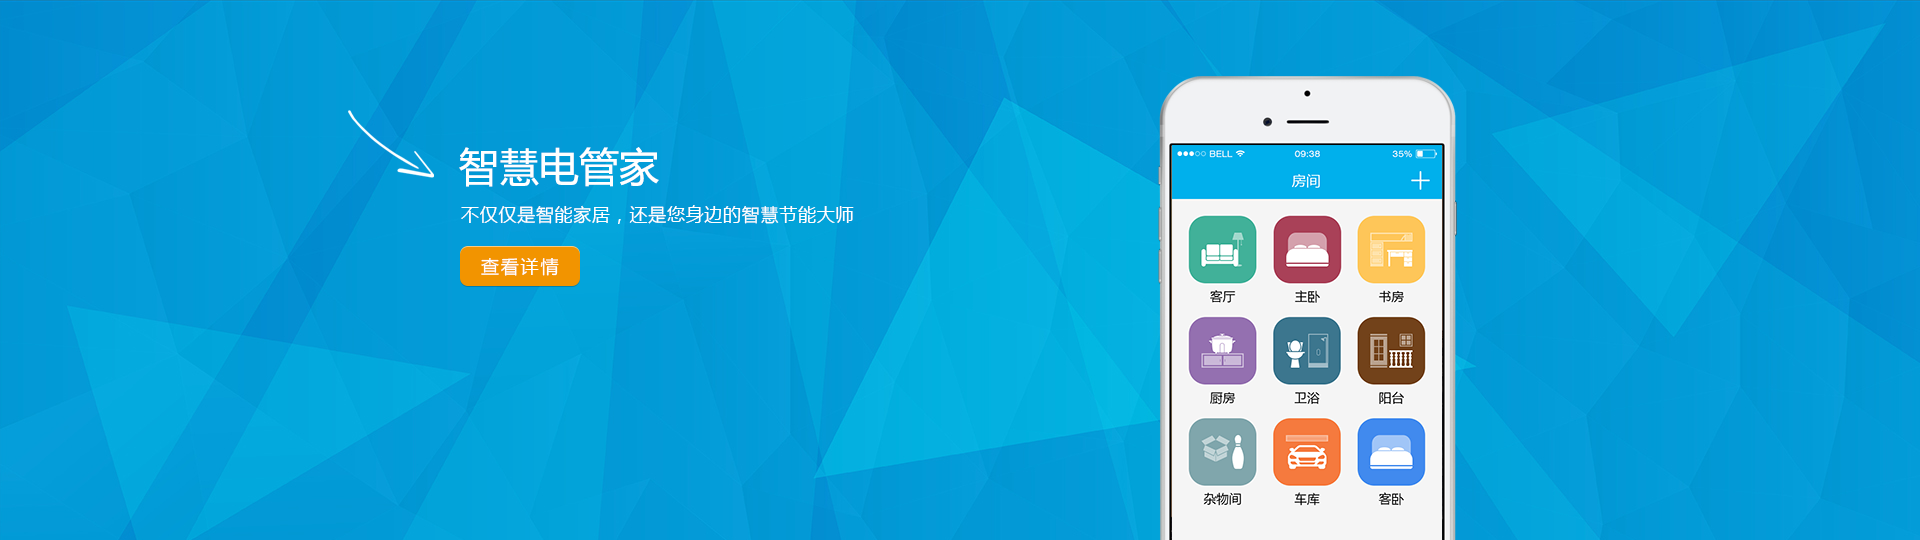 智慧电管家
不仅仅是智能家居，还是您身边的智慧节能大师
查看详情
BELL 09:38 35%
房间
客厅 主卧 书房
厨房 卫浴 阳台
杂物间 车库 客卧